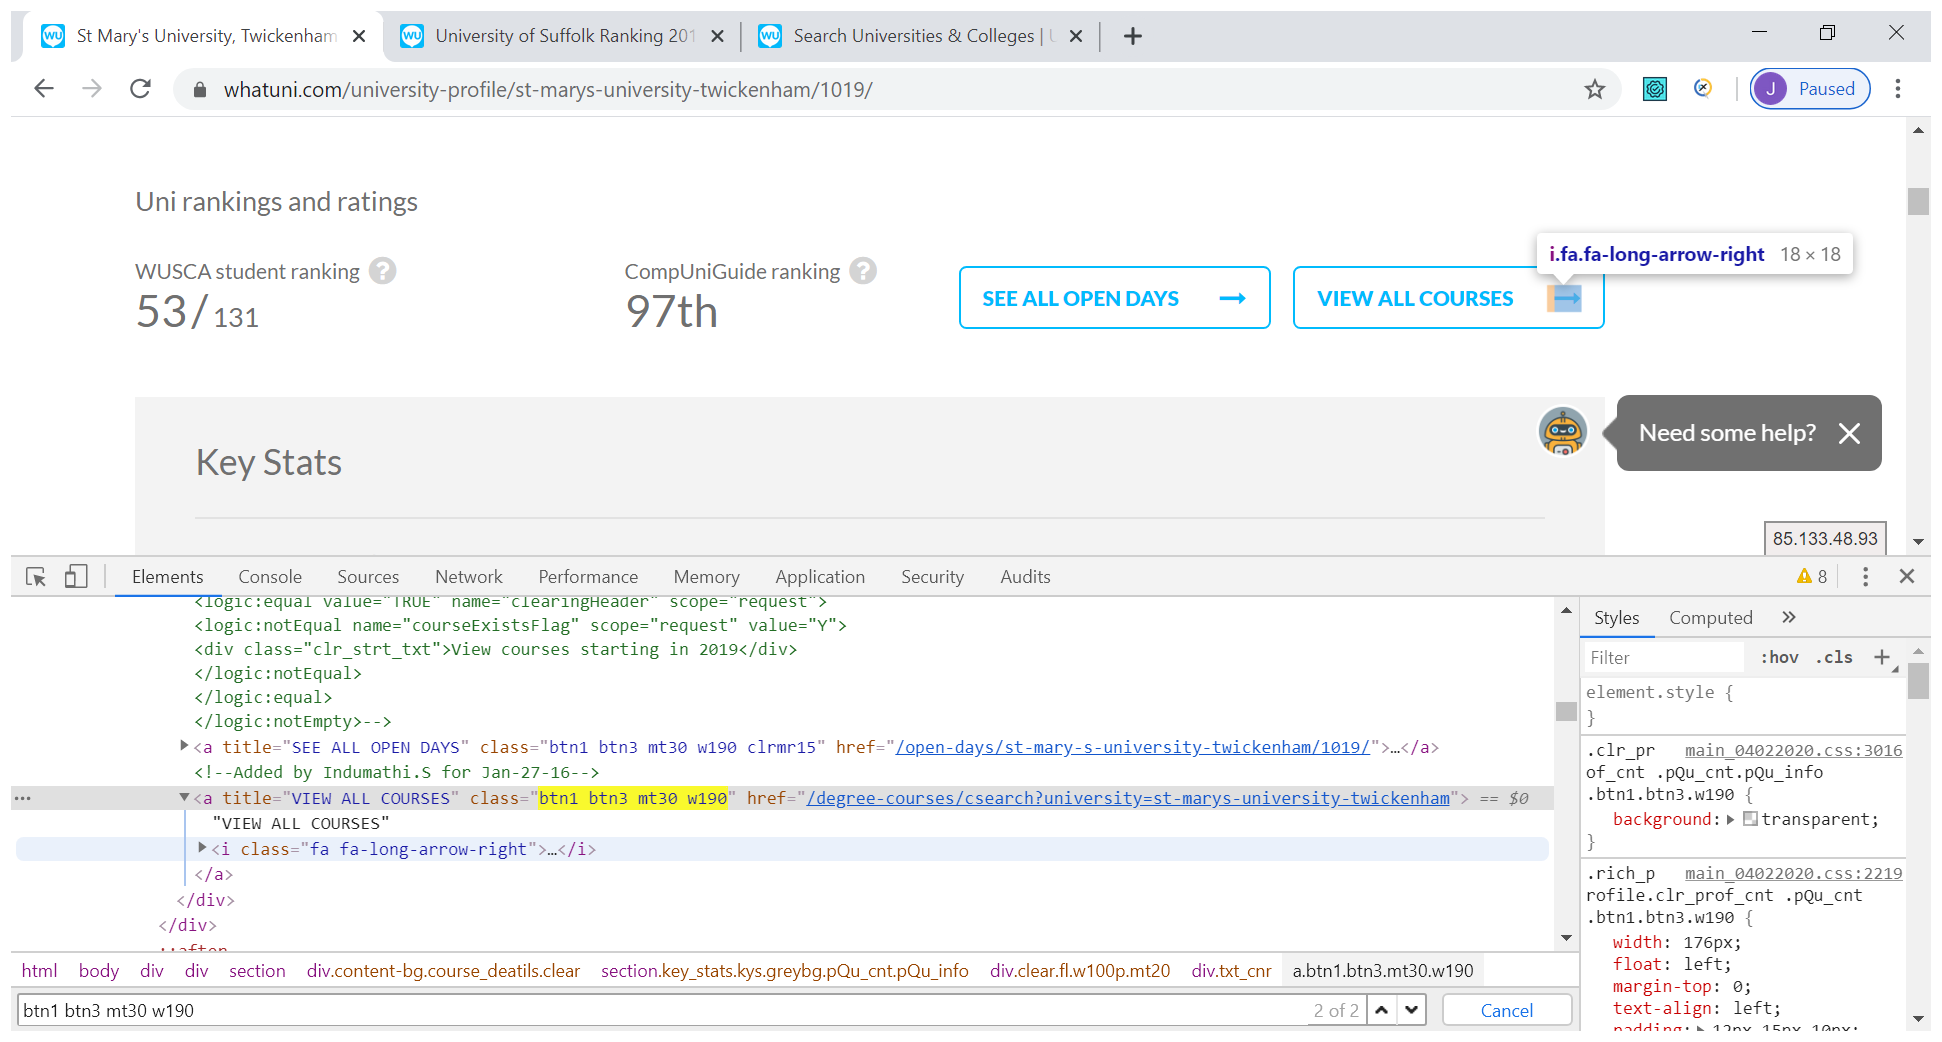 St Mary's University, Twickenham
University of Suffolk Ranking 201
Search Universities & Colleges |
whatuni.com/university-profile/st-marys-university-twickenham/1019/
J Paused
Uni rankings and ratings
i.fa.fa-long-arrow-right 18 × 18
WUSCA student ranking ?
53/131
CompUniGuide ranking ?
97th
SEE ALL OPEN DAYS
VIEW ALL COURSES
Key Stats
Need some help?
85.133.48.93
Elements Console Sources Network Performance Memory Application Security Audits 8
<logic:equal value="TRUE" name="clearingHeader" scope="request">
<logic:notEqual name="courseExistsFlag" scope="request" value="Y">
<div class="clr_strt_txt">View courses starting in 2019</div>
</logic:notEqual>
</logic:equal>
</logic:notEmpty>-->
<a title="SEE ALL OPEN DAYS" class="btn1 btn3 mt30 w190 clrmr15" href="/open-days/st-mary-s-university-twickenham/1019/">…</a>
<!--Added by Indumathi.S for Jan-27-16-->
<a title="VIEW ALL COURSES" class="btn1 btn3 mt30 w190" href="/degree-courses/csearch?university=st-marys-university-twickenham"> == $0
"VIEW ALL COURSES"
<i class="fa fa-long-arrow-right">…</i>
</a>
</div>
</div>
::after
html body div div section div.content-bg.course_deatils.clear section.key_stats.kys.greybg.pQu_cnt.pQu_info div.clear.fl.w100p.mt20 div.txt_cnr a.btn1.btn3.mt30.w190
btn1 btn3 mt30 w190 2 of 2 Cancel
Styles Computed »
Filter :hov .cls +
element.style {
}
.clr_pr main_04022020.css:3016
of_cnt .pQu_cnt.pQu_info
.btn1.btn3.w190 {
background: transparent;
}
.rich_p main_04022020.css:2219
rofile.clr_prof_cnt .pQu_cnt
.btn1.btn3.w190 {
width: 176px;
float: left;
margin-top: 0;
text-align: left;
padding: 12px 15px 10px;